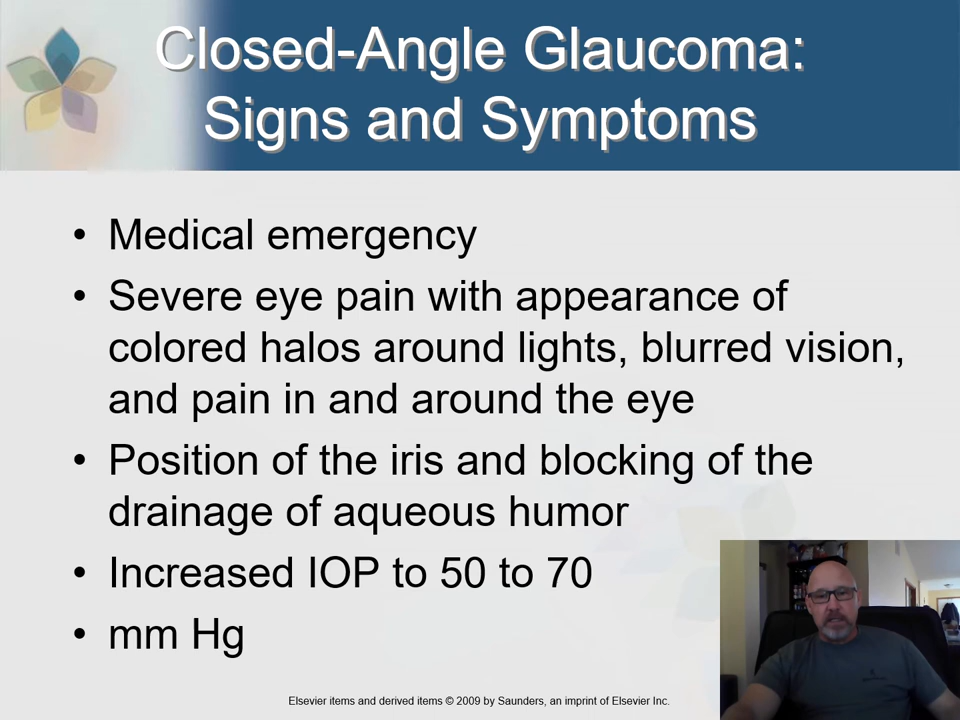 Closed-Angle Glaucoma:
Signs and Symptoms
• Medical emergency
• Severe eye pain with appearance of
colored halos around lights, blurred vision,
and pain in and around the eye
• Position of the iris and blocking of the
drainage of aqueous humor
• Increased IOP to 50 to 70
• mm Hg
Elsevier items and derived items © 2009 by Saunders, an imprint of Elsevier Inc.